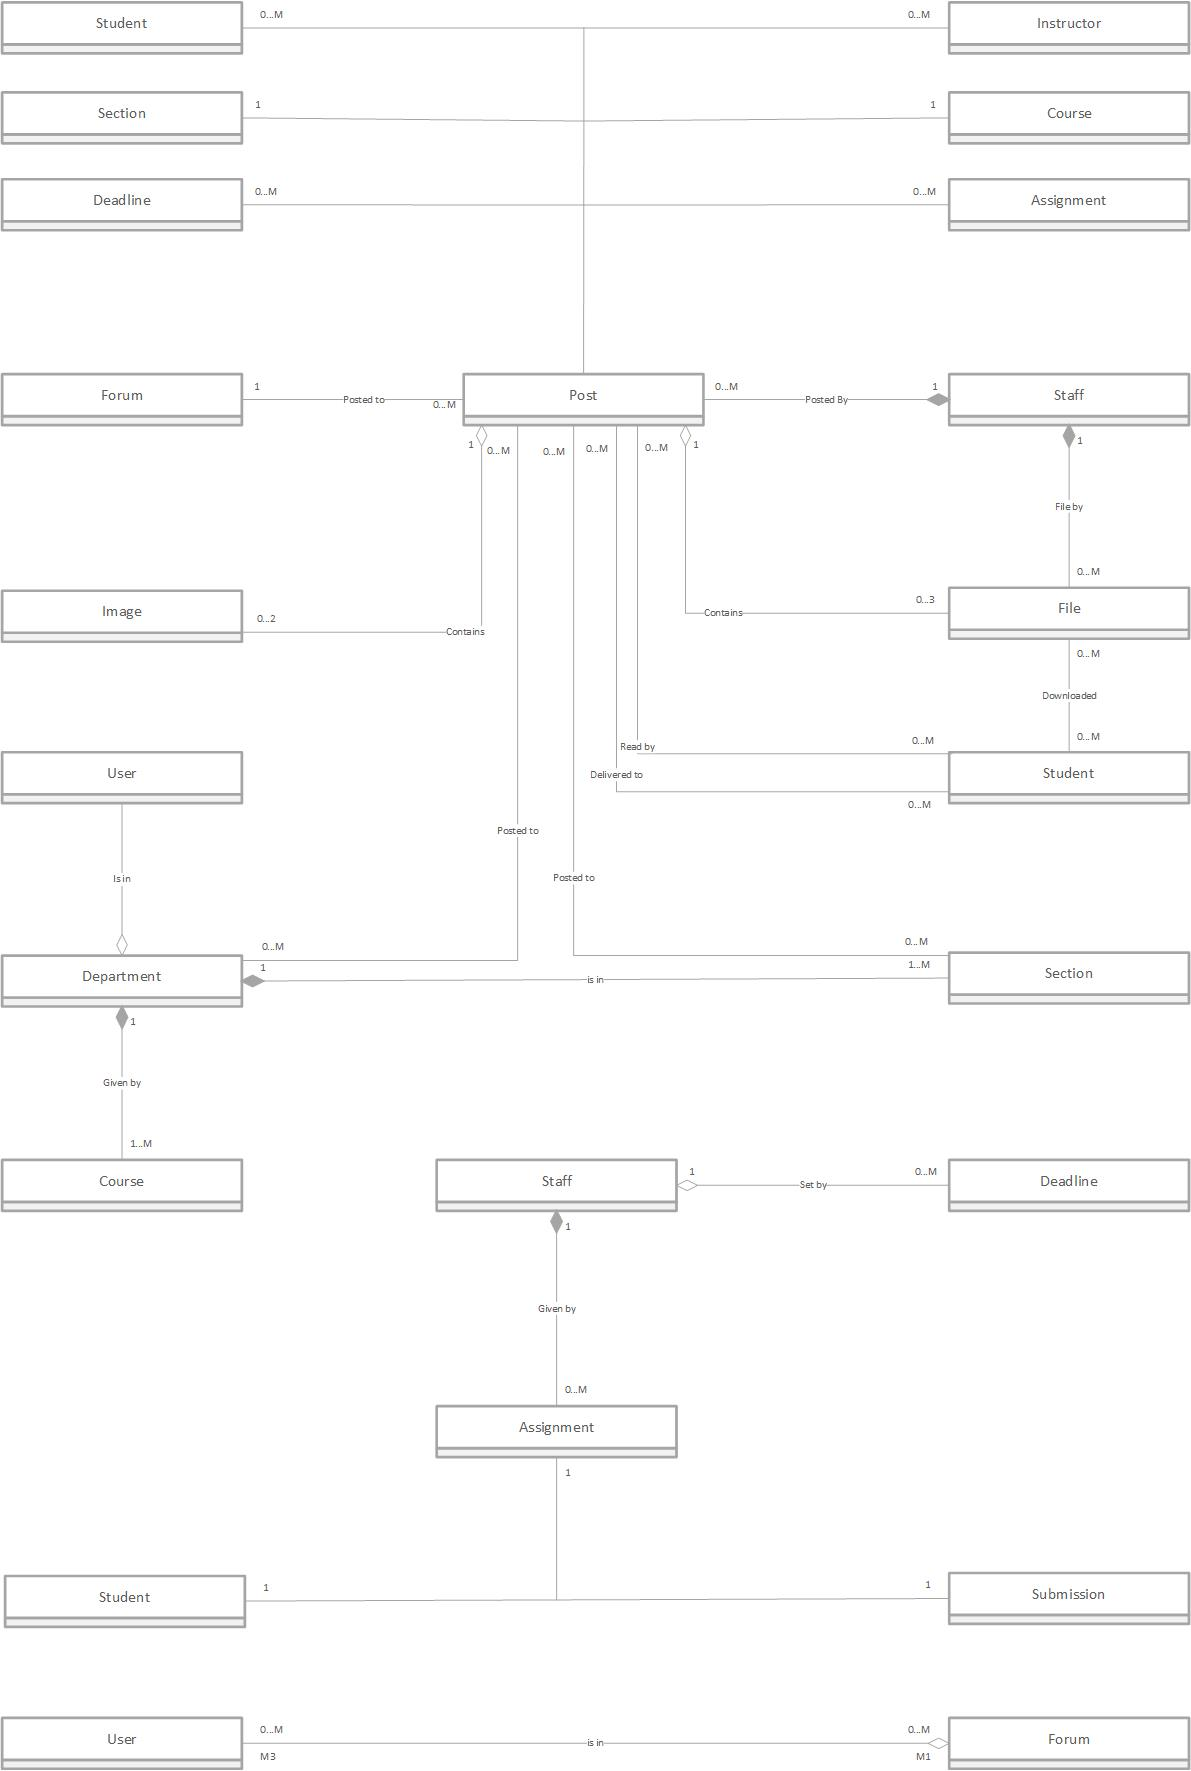 0...M
0...M
Student
Instructor
1
1
Section
Course
0...M
0...M
Deadline
Assignment
1
0...M
1
Forum
Posted to
0...M
Post
Posted By
Staff
1
0...M
0...M
0...M
0...M
1
1
File by
0...M
0...3
Image
0...2
Contains
Contains
File
0...M
Downloaded
0...M
0...M
Read by
User
Delivered to
Student
0...M
Posted to
Is in
Posted to
0...M
0...M
1
1...M
Department
is in
Section
1
Given by
1...M
Course
Staff
1
0...M
Set by
Deadline
1
Given by
0...M
Assignment
1
1
1
Student
Submission
0...M
0...M
User
is in
Forum
M3
M1